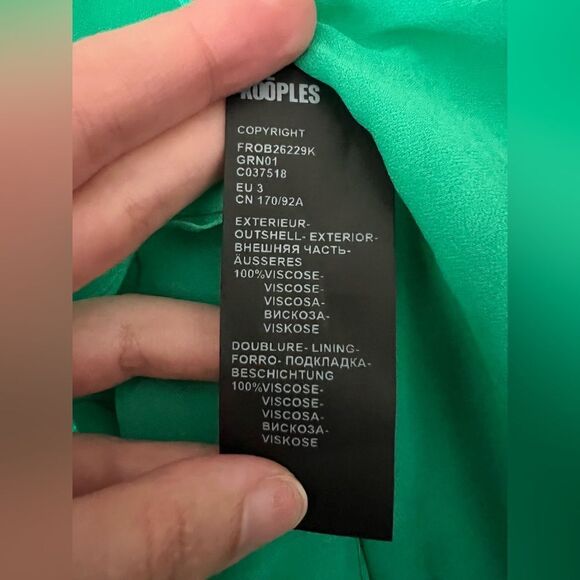 KOOPLES
COPYRIGHT
FROB26229K
GRN01
C037518
EU 3
CN 170/92A
EXTERIEUR-
OUTSHELL- EXTERIOR-
ВНЕШНЯЯ ЧАСТЬ-
ÄUSSERES
100%VISCOSE-
VISCOSE-
VISCOSA-
ВИСКОЗА-
VISKOSE
DOUBLURE- LINING-
FORRO- ПОДКЛАДКА-
BESCHICHTUNG
100%VISCOSE-
VISCOSE-
VISCOSA-
ВИСКОЗА-
VISKOSE